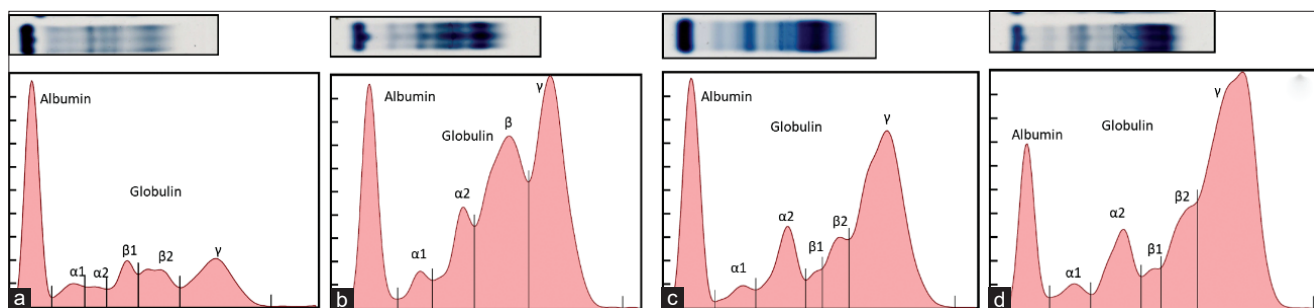 Albumin
Globulin
α1
α2
β1
β2
γ
a
Albumin
Globulin
α1
α2
β
γ
b
Albumin
Globulin
α1
α2
β1
β2
γ
c
Albumin
Globulin
α1
α2
β1
β2
γ
d